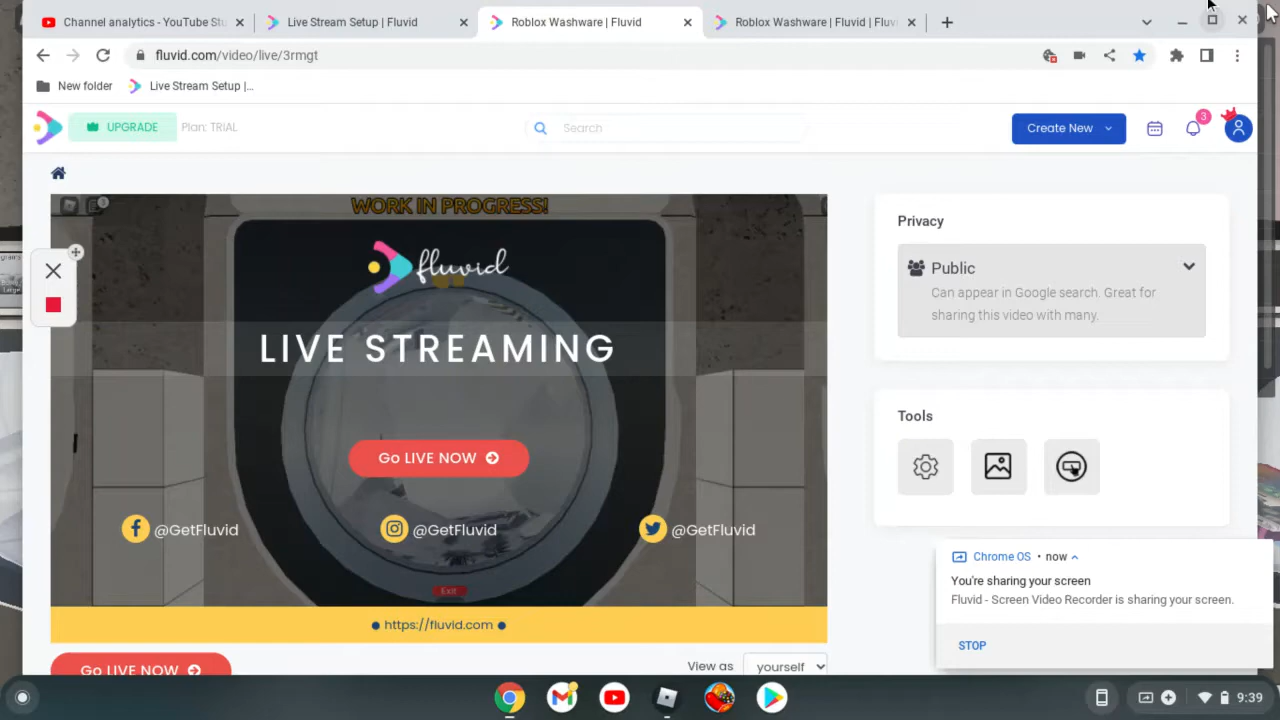 Channel analytics - YouTube Stu
Live Stream Setup | Fluvid
Roblox Washware | Fluvid
Roblox Washware | Fluvid | Fluvi
fluvid.com/video/live/3rmgt
New folder
Live Stream Setup |...
UPGRADE
Plan: TRIAL
Search
Create New
3
WORK IN PROGRESS!
fluvid
LIVE STREAMING
Go LIVE NOW
@GetFluvid
@GetFluvid
@GetFluvid
Exit
https://fluvid.com
Go LIVE NOW
View as
yourself
Privacy
Public
Can appear in Google search. Great for
sharing this video with many.
Tools
Chrome OS • now
You're sharing your screen
Fluvid - Screen Video Recorder is sharing your screen.
STOP
9:39